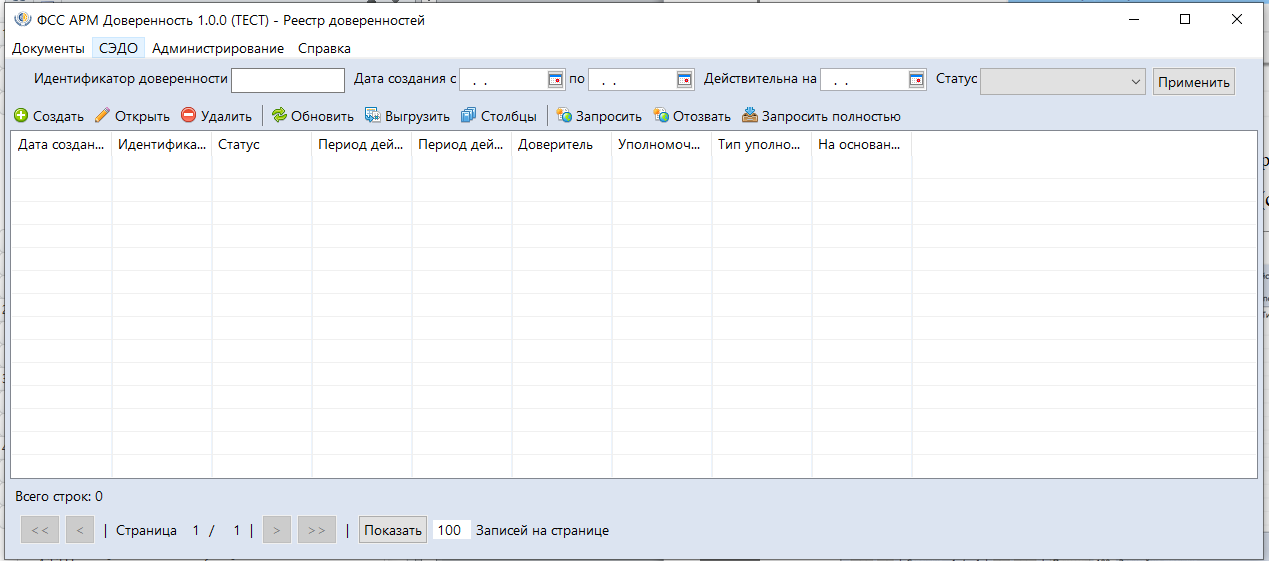 ФСС АРМ Доверенность 1.0.0 (ТЕСТ) - Реестр доверенностей
Документы СЭДО Администрирование Справка
Идентификатор доверенности Дата создания с . . по . . Действительна на . . Статус Применить
Создать Открыть Удалить Обновить Выгрузить Столбцы Запросить Отозвать Запросить полностью
Дата создан... Идентифика... Статус Период дей... Период дей... Доверитель Уполномоч... Тип уполно... На основан...
Всего строк: 0
<< < | Страница 1 / 1 | > >> | Показать 100 Записей на странице